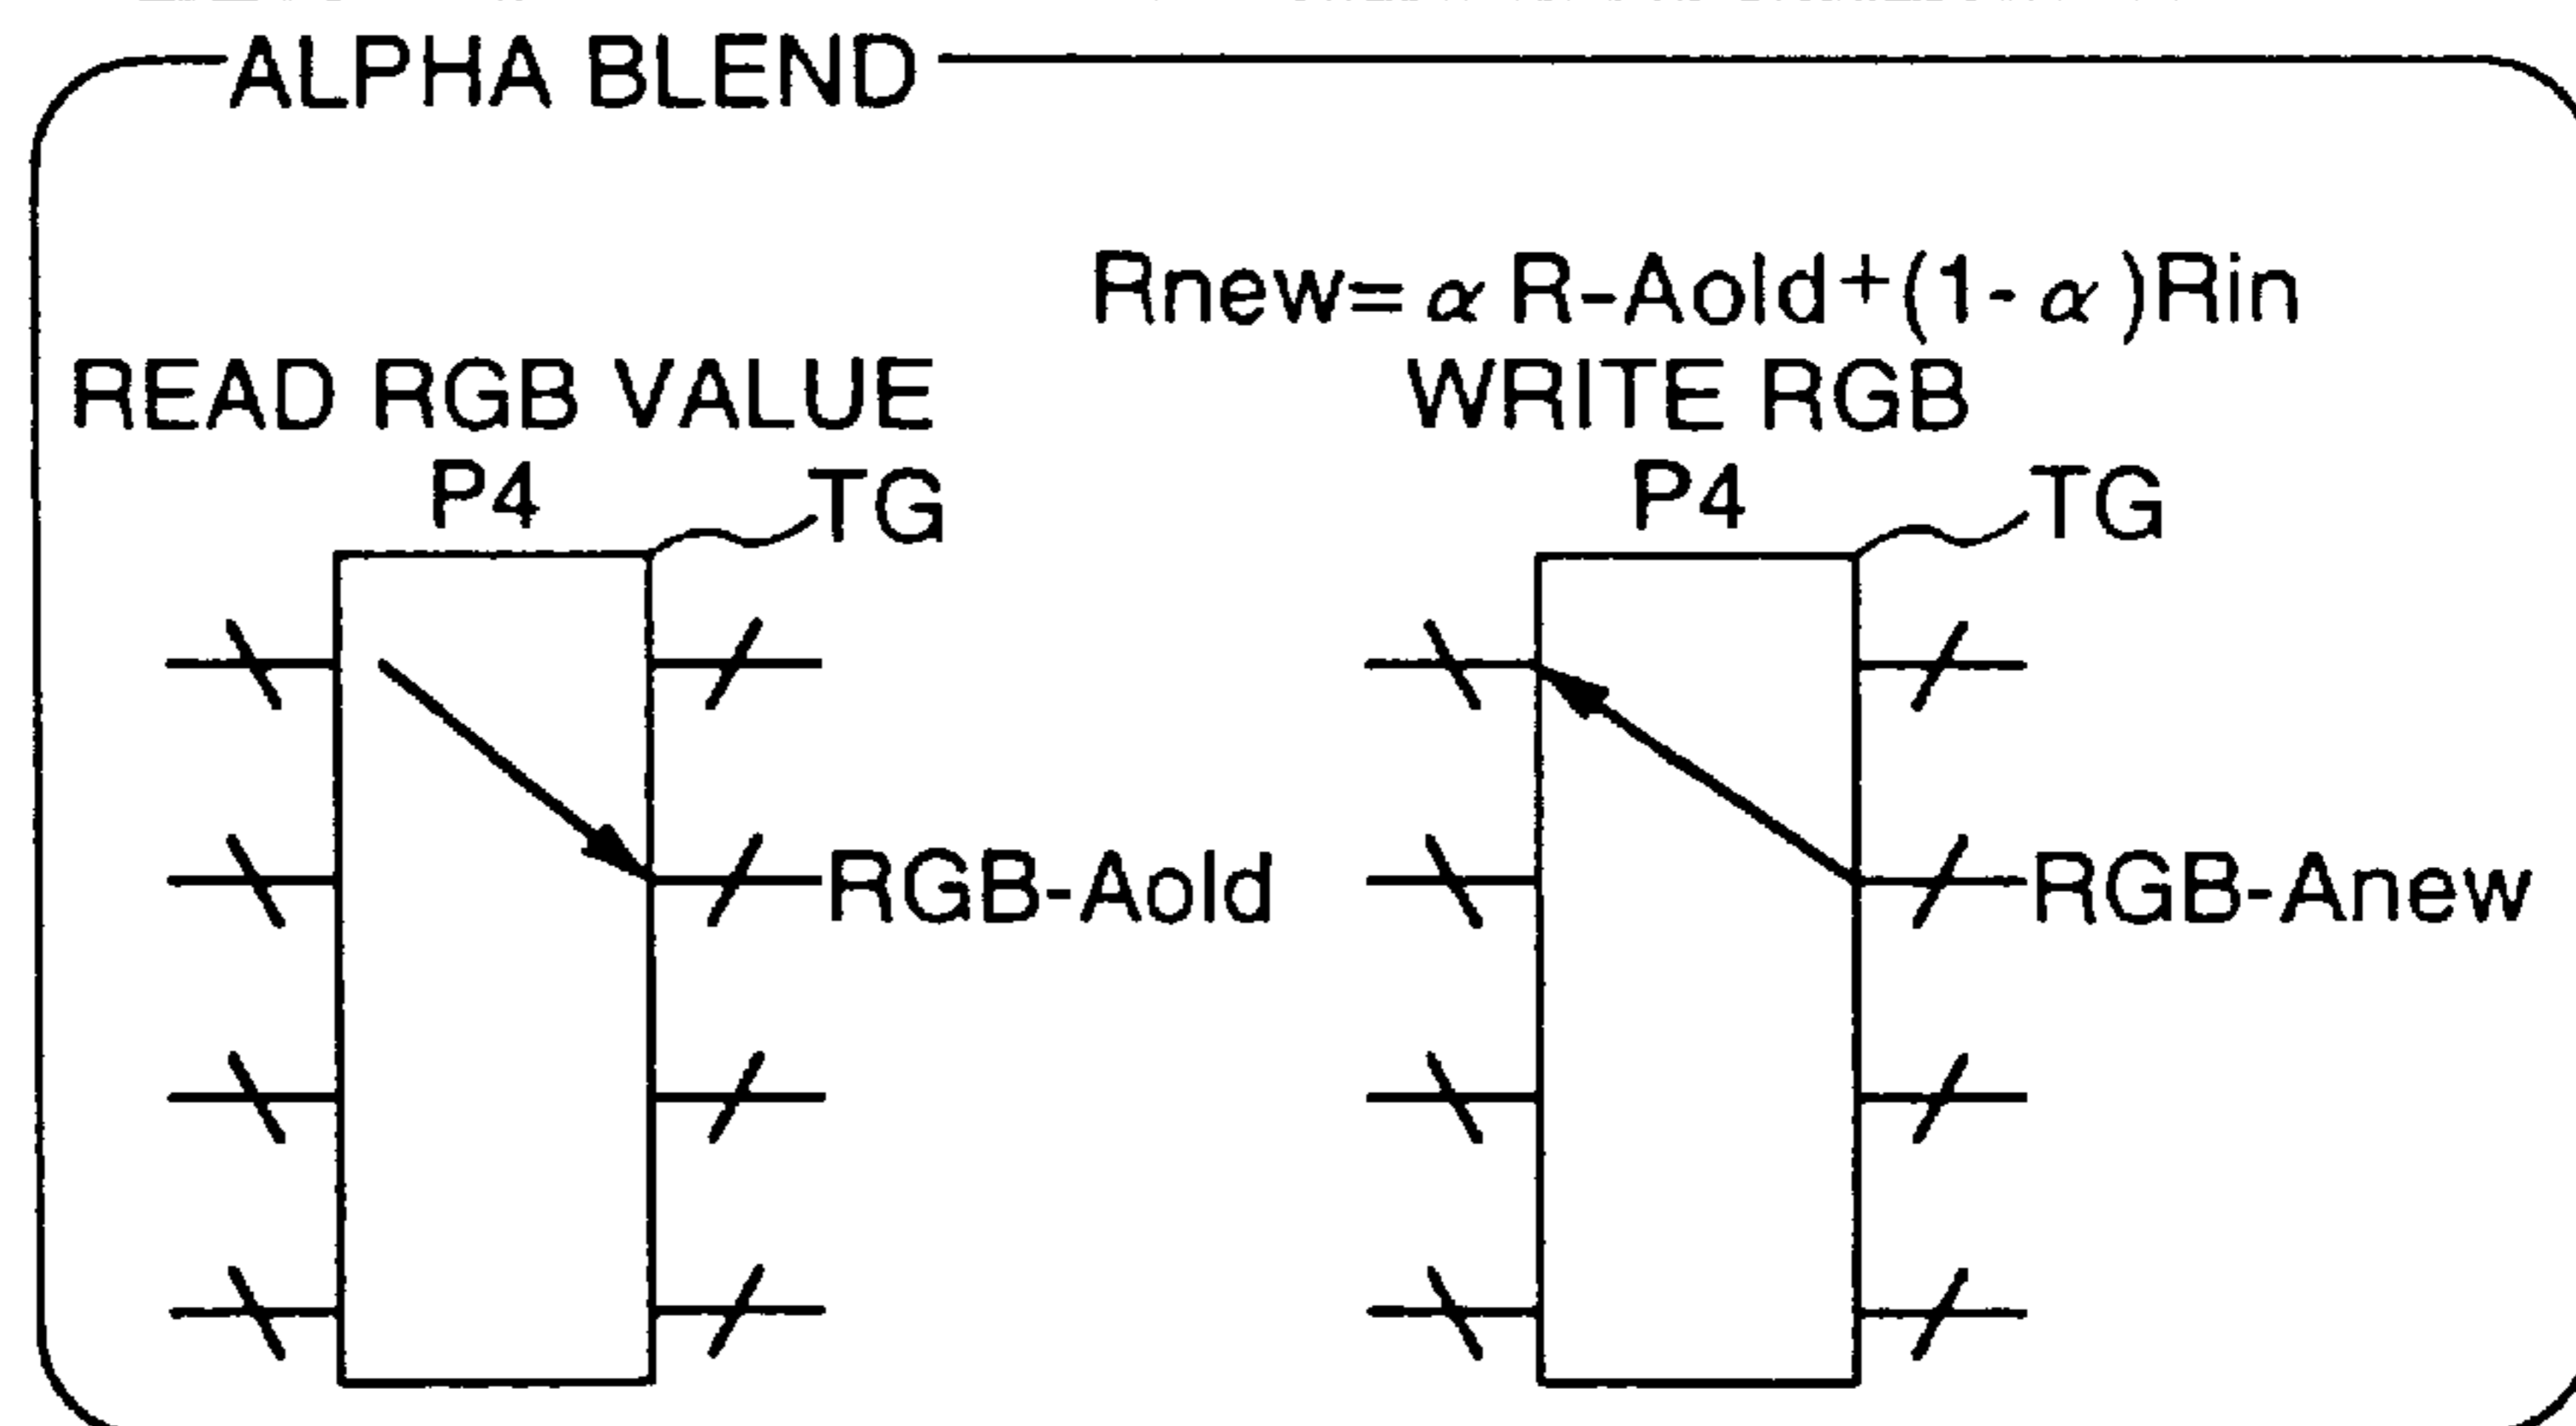 ALPHA BLEND
Rnew=αR-Aold+(1-α)Rin
READ RGB VALUE
WRITE RGB
P4
TG
P4
TG
RGB-Aold
RGB-Anew